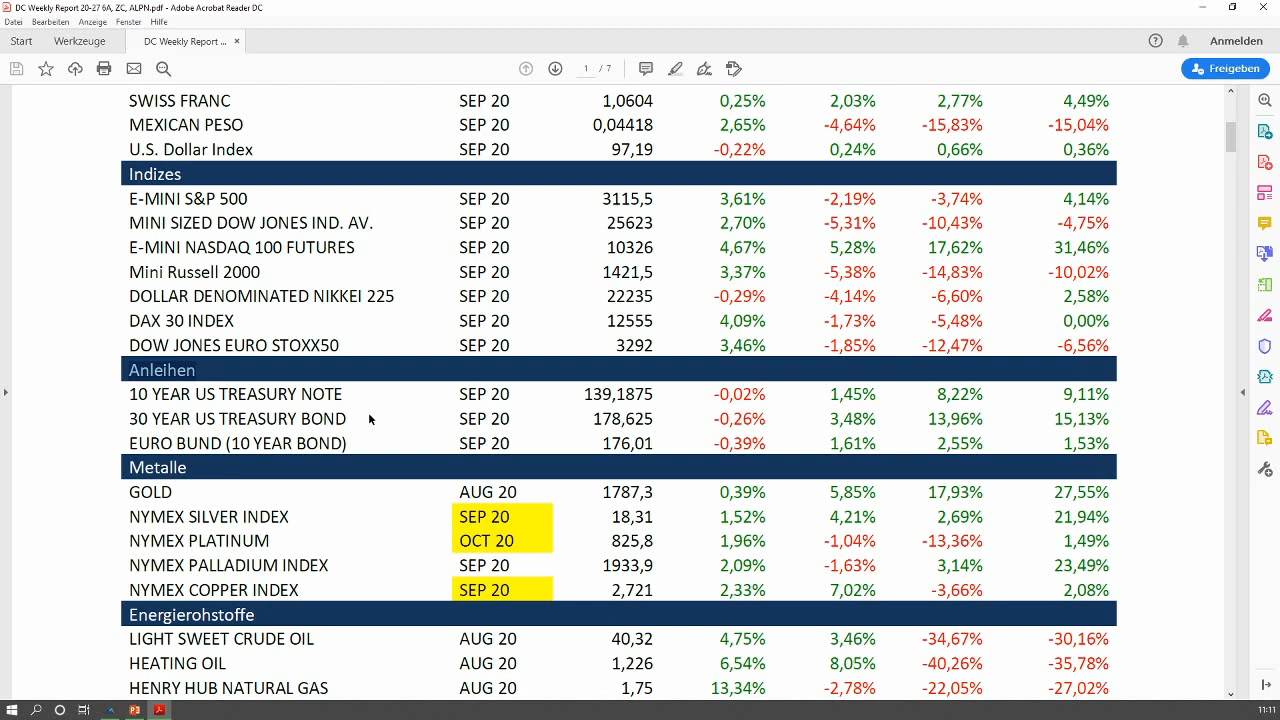 DC Weekly Report 20-27 6A, ZC, ALPN.pdf - Adobe Acrobat Reader DC
Datei Bearbeiten Anzeige Fenster Hilfe
Start Werkzeuge DC Weekly Report ... × Anmelden
1 / 7 Freigeben
SWISS FRANC SEP 20 1,0604 0,25% 2,03% 2,77% 4,49%
MEXICAN PESO SEP 20 0,04418 2,65% -4,64% -15,83% -15,04%
U.S. Dollar Index SEP 20 97,19 -0,22% 0,24% 0,66% 0,36%
Indizes
E-MINI S&P 500 SEP 20 3115,5 3,61% -2,19% -3,74% 4,14%
MINI SIZED DOW JONES IND. AV. SEP 20 25623 2,70% -5,31% -10,43% -4,75%
E-MINI NASDAQ 100 FUTURES SEP 20 10326 4,67% 5,28% 17,62% 31,46%
Mini Russell 2000 SEP 20 1421,5 3,37% -5,38% -14,83% -10,02%
DOLLAR DENOMINATED NIKKEI 225 SEP 20 22235 -0,29% -4,14% -6,60% 2,58%
DAX 30 INDEX SEP 20 12555 4,09% -1,73% -5,48% 0,00%
DOW JONES EURO STOXX50 SEP 20 3292 3,46% -1,85% -12,47% -6,56%
Anleihen
10 YEAR US TREASURY NOTE SEP 20 139,1875 -0,02% 1,45% 8,22% 9,11%
30 YEAR US TREASURY BOND SEP 20 178,625 -0,26% 3,48% 13,96% 15,13%
EURO BUND (10 YEAR BOND) SEP 20 176,01 -0,39% 1,61% 2,55% 1,53%
Metalle
GOLD AUG 20 1787,3 0,39% 5,85% 17,93% 27,55%
NYMEX SILVER INDEX SEP 20 18,31 1,52% 4,21% 2,69% 21,94%
NYMEX PLATINUM OCT 20 825,8 1,96% -1,04% -13,36% 1,49%
NYMEX PALLADIUM INDEX SEP 20 1933,9 2,09% -1,63% 3,14% 23,49%
NYMEX COPPER INDEX SEP 20 2,721 2,33% 7,02% -3,66% 2,08%
Energierohstoffe
LIGHT SWEET CRUDE OIL AUG 20 40,32 4,75% 3,46% -34,67% -30,16%
HEATING OIL AUG 20 1,226 6,54% 8,05% -40,26% -35,78%
HENRY HUB NATURAL GAS AUG 20 1,75 13,34% -2,78% -22,05% -27,02%
11:11